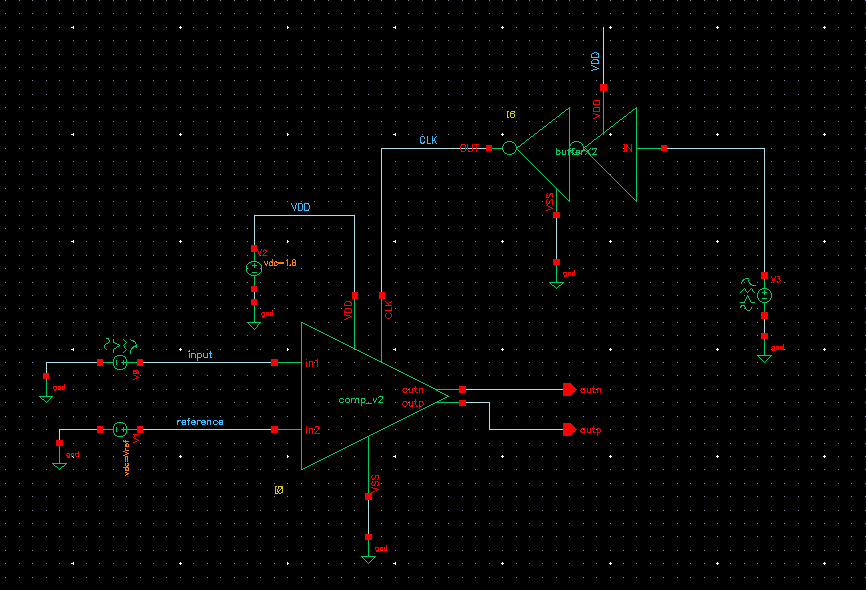 VDD
VDD
I6
CLK
OUT
bufferX2
IN
VSS
gnd
VDD
V2
vdc=1.8
gnd
V3
gnd
VDD
CLK
input
in1
V0
gnd
comp_v2
outn
outn
outp
outp
reference
in2
V1
gnd
vdc=Vref
I0
VSS
gnd